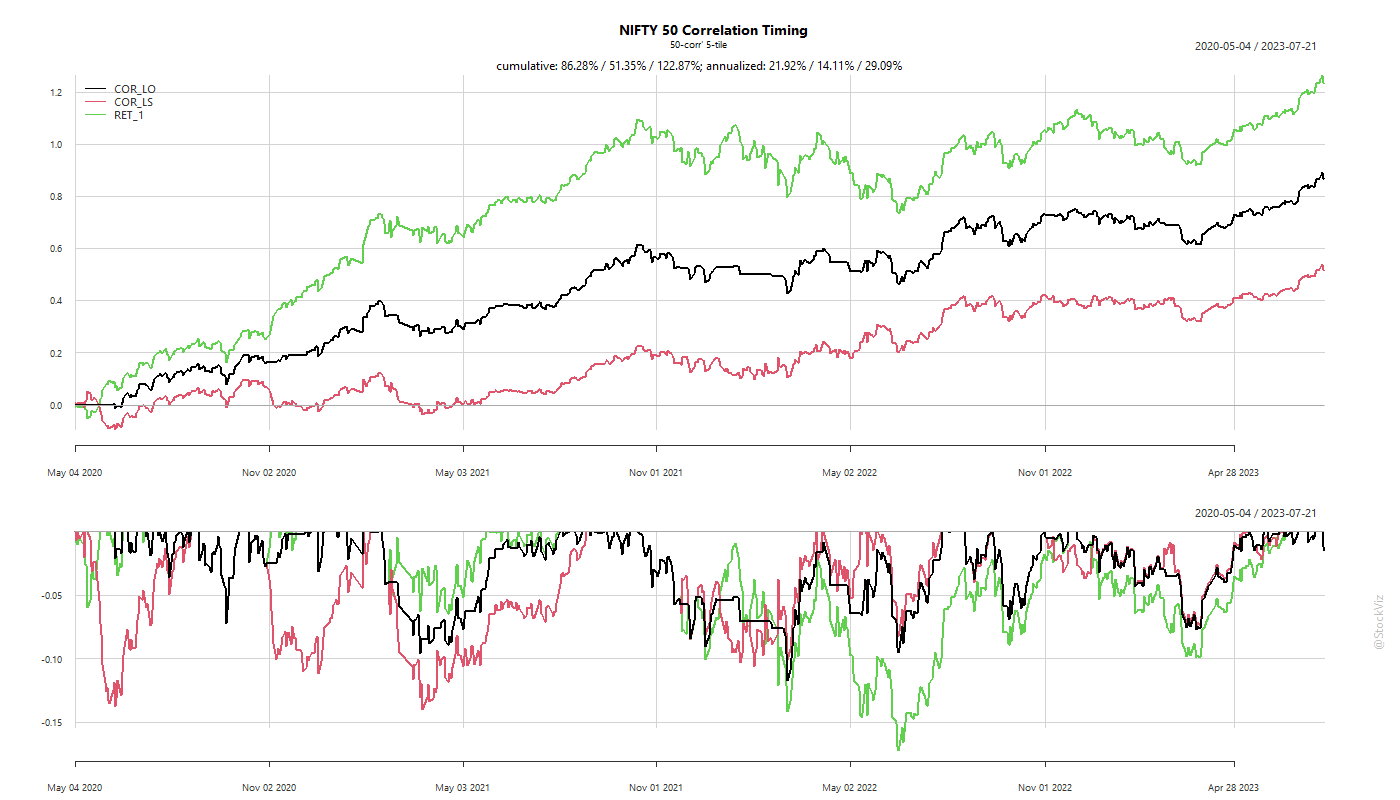 NIFTY 50 Correlation Timing
50-corr' 5-tile
2020-05-04 / 2023-07-21
cumulative: 86.28% / 51.35% / 122.87%; annualized: 21.92% / 14.11% / 29.09%
COR_LO
COR_LS
RET_1
1.2
1.0
0.8
0.6
0.4
0.2
0.0
May 04 2020 Nov 02 2020 May 03 2021 Nov 01 2021 May 02 2022 Nov 01 2022 Apr 28 2023
2020-05-04 / 2023-07-21
-0.05
-0.10
-0.15
May 04 2020 Nov 02 2020 May 03 2021 Nov 01 2021 May 02 2022 Nov 01 2022 Apr 28 2023
@StockViz